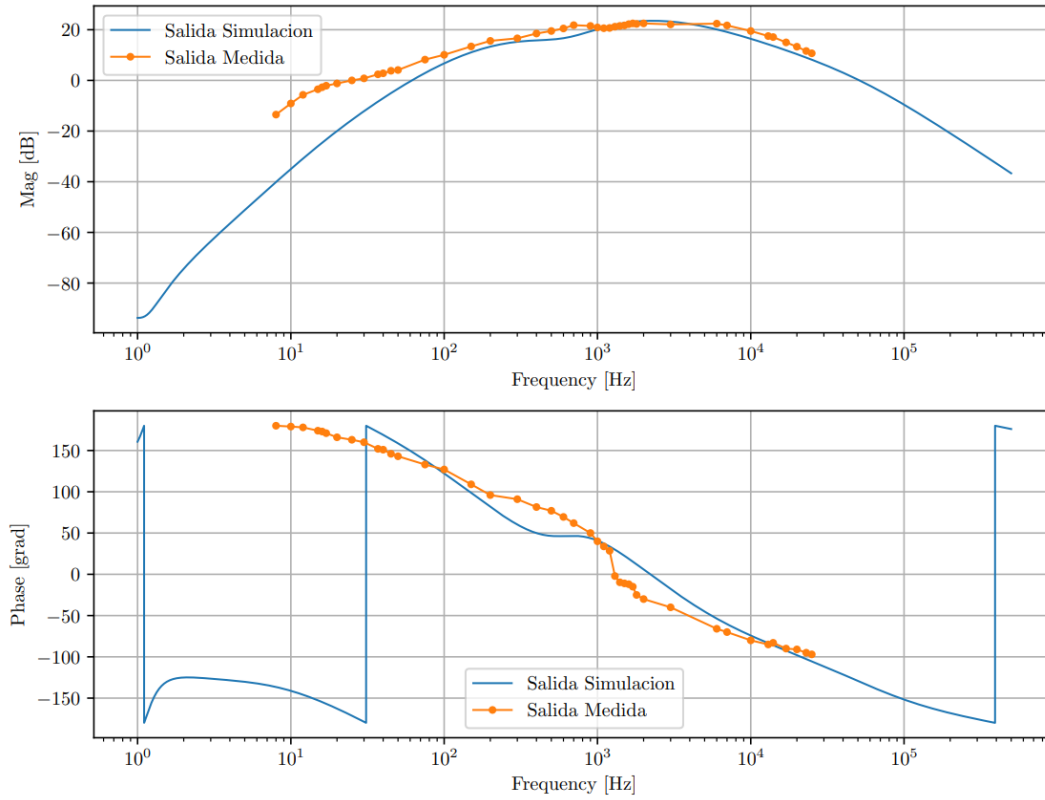 20
0
−20
−40
−60
−80
Mag [dB]
Salida Simulacion
Salida Medida
10^0 10^1 10^2 10^3 10^4 10^5
Frequency [Hz]
150
100
50
0
−50
−100
−150
Phase [grad]
Salida Simulacion
Salida Medida
10^0 10^1 10^2 10^3 10^4 10^5
Frequency [Hz]